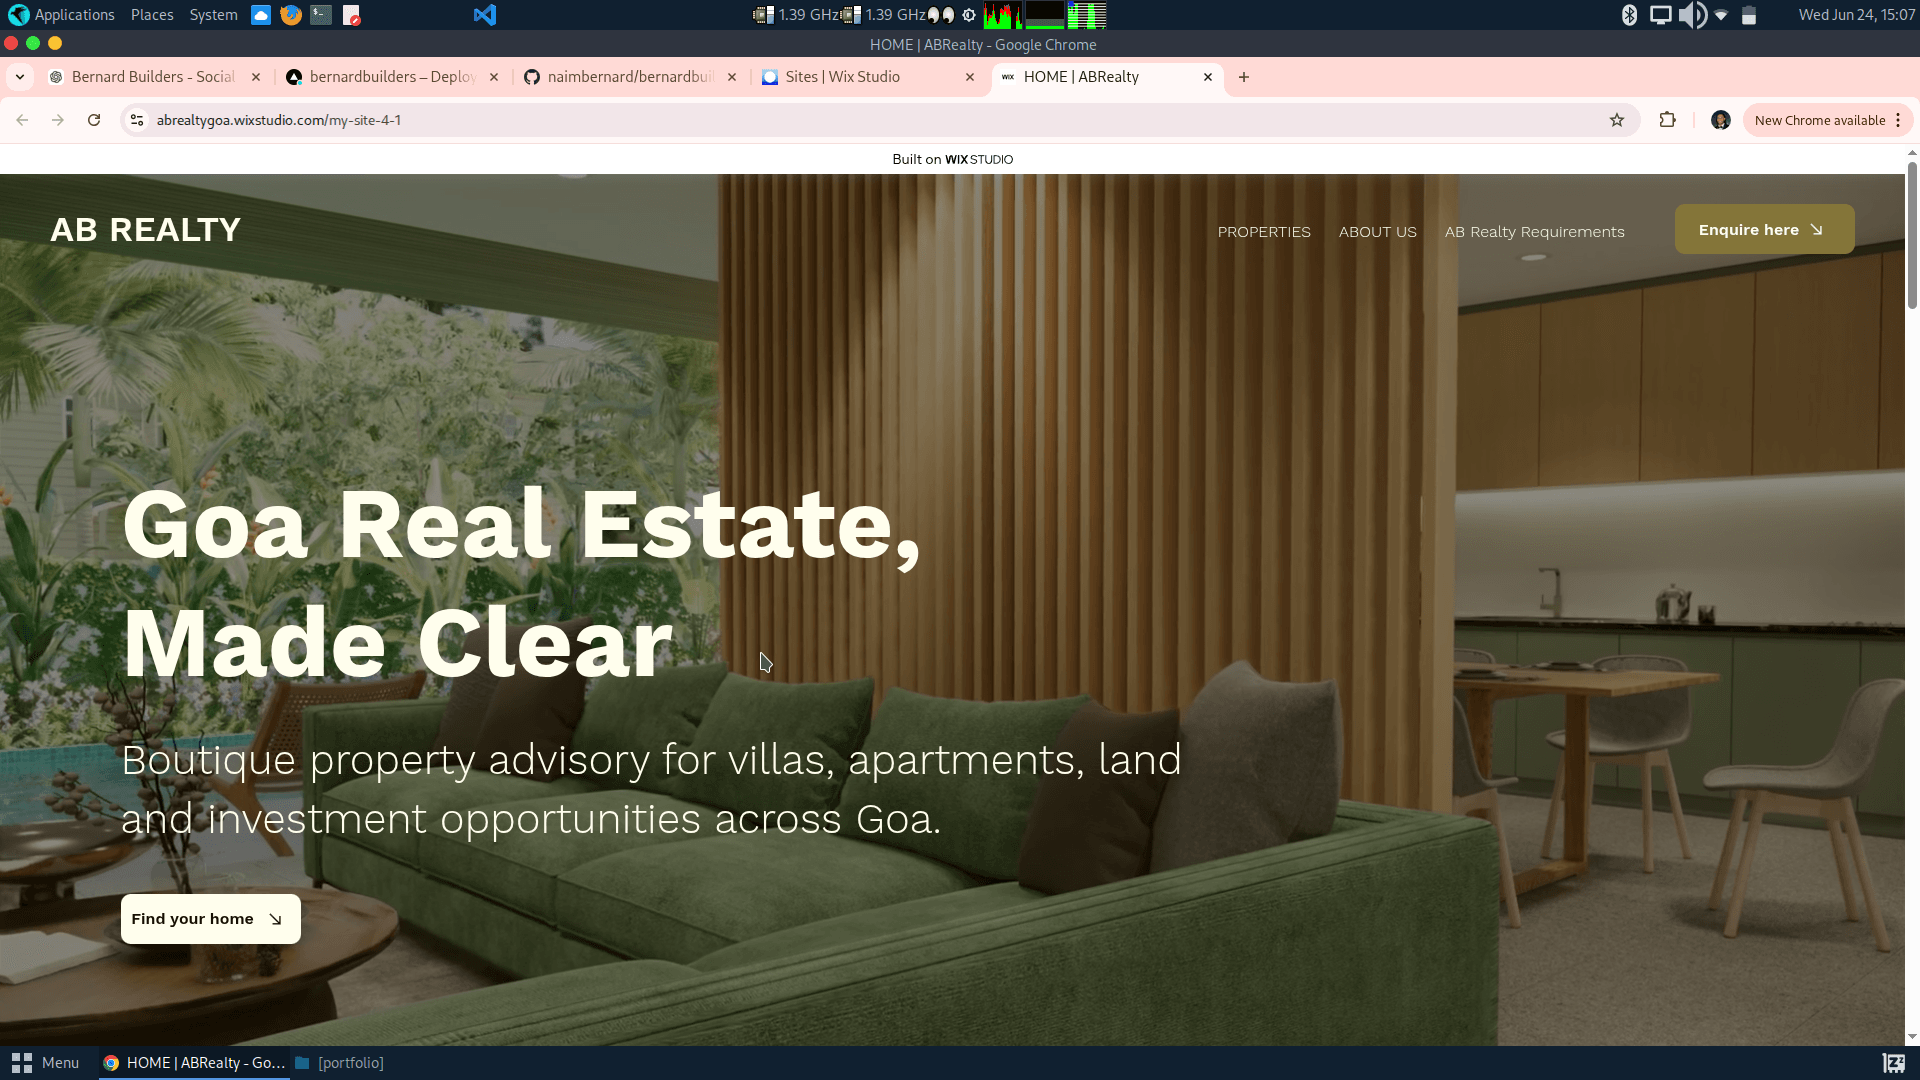 Applications Places System 1.39 GHz 1.39 GHz Wed Jun 24, 15:07
HOME | ABRealty - Google Chrome
Bernard Builders - Social bernardbuilders – Deploy naimbernard/bernardbuil Sites | Wix Studio WIX HOME | ABRealty
abrealtygoa.wixstudio.com/my-site-4-1 New Chrome available
Built on WIX STUDIO
AB REALTY PROPERTIES ABOUT US AB Realty Requirements Enquire here
Goa Real Estate,
Made Clear
Boutique property advisory for villas, apartments, land
and investment opportunities across Goa.
Find your home
Menu HOME | ABRealty - Go... [portfolio]